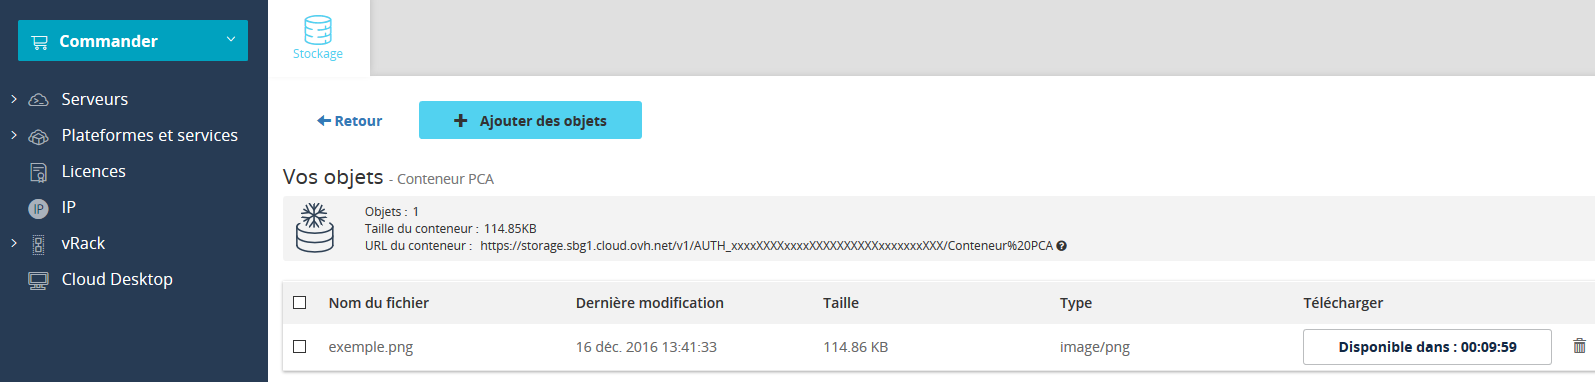 Commander
Serveurs
Plateformes et services
Licences
IP
IP
vRack
Cloud Desktop
Stockage
Retour
+ Ajouter des objets
Vos objets - Conteneur PCA
Objets : 1
Taille du conteneur : 114.85KB
URL du conteneur : https://storage.sbg1.cloud.ovh.net/v1/AUTH_xxxxXXXXxxxxXXXXXXXXXXxxxxxxxXXX/Conteneur%20PCA ?
Nom du fichier Dernière modification Taille Type Télécharger
exemple.png 16 déc. 2016 13:41:33 114.86 KB image/png Disponible dans : 00:09:59